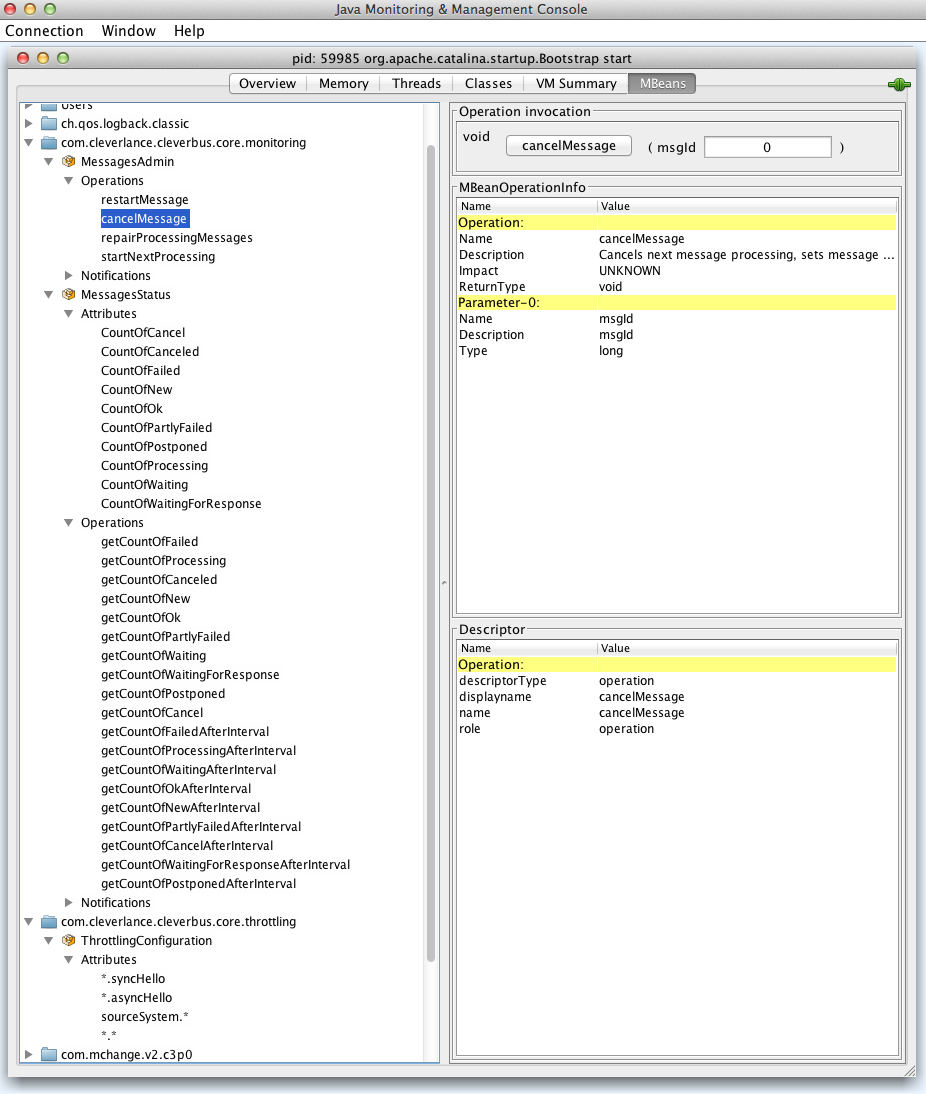 Java Monitoring & Management Console
Connection Window Help
pid: 59985 org.apache.catalina.startup.Bootstrap start
Overview Memory Threads Classes VM Summary MBeans
Users
ch.qos.logback.classic
com.cleverlance.cleverbus.core.monitoring
MessagesAdmin
Operations
restartMessage
cancelMessage
repairProcessingMessages
startNextProcessing
Notifications
MessagesStatus
Attributes
CountOfCancel
CountOfCanceled
CountOfFailed
CountOfNew
CountOfOk
CountOfPartlyFailed
CountOfPostponed
CountOfProcessing
CountOfWaiting
CountOfWaitingForResponse
Operations
getCountOfFailed
getCountOfProcessing
getCountOfCanceled
getCountOfNew
getCountOfOk
getCountOfPartlyFailed
getCountOfWaiting
getCountOfWaitingForResponse
getCountOfPostponed
getCountOfCancel
getCountOfFailedAfterInterval
getCountOfProcessingAfterInterval
getCountOfWaitingAfterInterval
getCountOfOkAfterInterval
getCountOfNewAfterInterval
getCountOfPartlyFailedAfterInterval
getCountOfCancelAfterInterval
getCountOfWaitingForResponseAfterInterval
getCountOfPostponedAfterInterval
Notifications
com.cleverlance.cleverbus.core.throttling
ThrottlingConfiguration
Attributes
*.syncHello
*.asyncHello
sourceSystem.*
*.*
com.mchange.v2.c3p0
Operation invocation
void cancelMessage ( msgId 0 )
MBeanOperationInfo
Name Value
Operation:
Name cancelMessage
Description Cancels next message processing, sets message ...
Impact UNKNOWN
ReturnType void
Parameter-0:
Name msgId
Description msgId
Type long
Descriptor
Name Value
Operation:
descriptorType operation
displayname cancelMessage
name cancelMessage
role operation